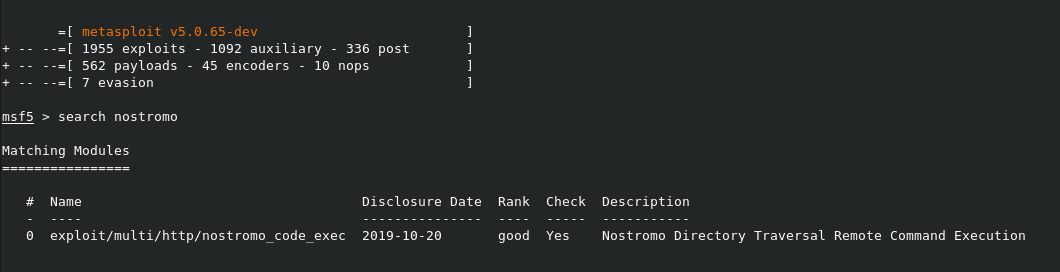 =[ metasploit v5.0.65-dev                          ]
+ -- --=[ 1955 exploits - 1092 auxiliary - 336 post       ]
+ -- --=[ 562 payloads - 45 encoders - 10 nops            ]
+ -- --=[ 7 evasion                                       ]
msf5 > search nostromo
Matching Modules
================
   #  Name                                   Disclosure Date  Rank  Check  Description
   -  ----                                   ---------------  ----  -----  -----------
   0  exploit/multi/http/nostromo_code_exec  2019-10-20       good  Yes    Nostromo Directory Traversal Remote Command Execution